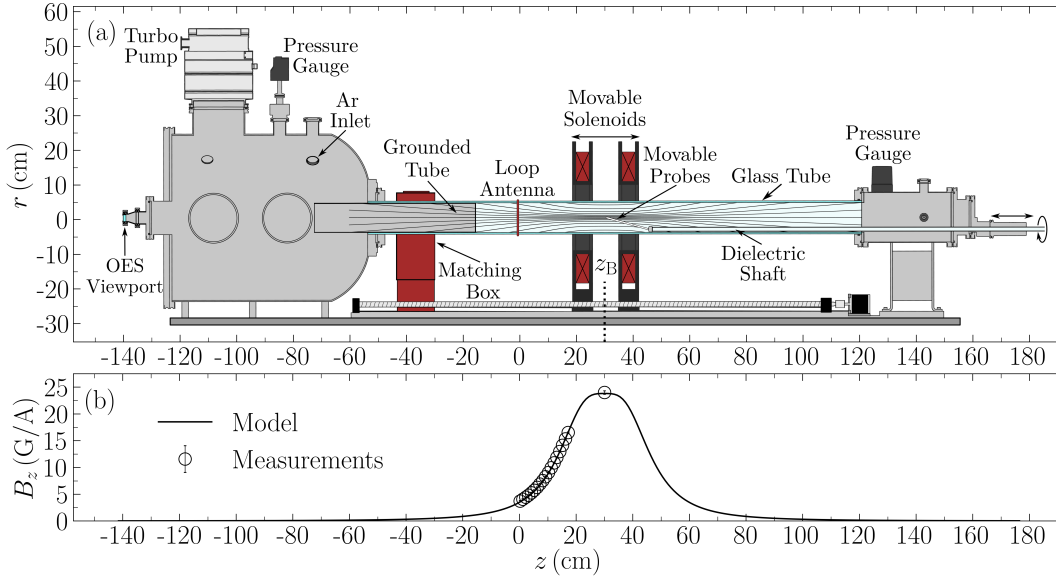 (a)
r (cm)
60
50
40
30
20
10
0
-10
-20
-30
Turbo
Pump
Pressure
Gauge
Ar
Inlet
Grounded
Tube
Loop
Antenna
Movable
Solenoids
Movable
Probes
Glass Tube
Pressure
Gauge
OES
Viewport
Matching
Box
z_B
Dielectric
Shaft
-140 -120 -100 -80 -60 -40 -20 0 20 40 60 80 100 120 140 160 180
(b)
B_z (G/A)
25
20
15
10
5
0
Model
Measurements
-140 -120 -100 -80 -60 -40 -20 0 20 40 60 80 100 120 140 160 180
z (cm)